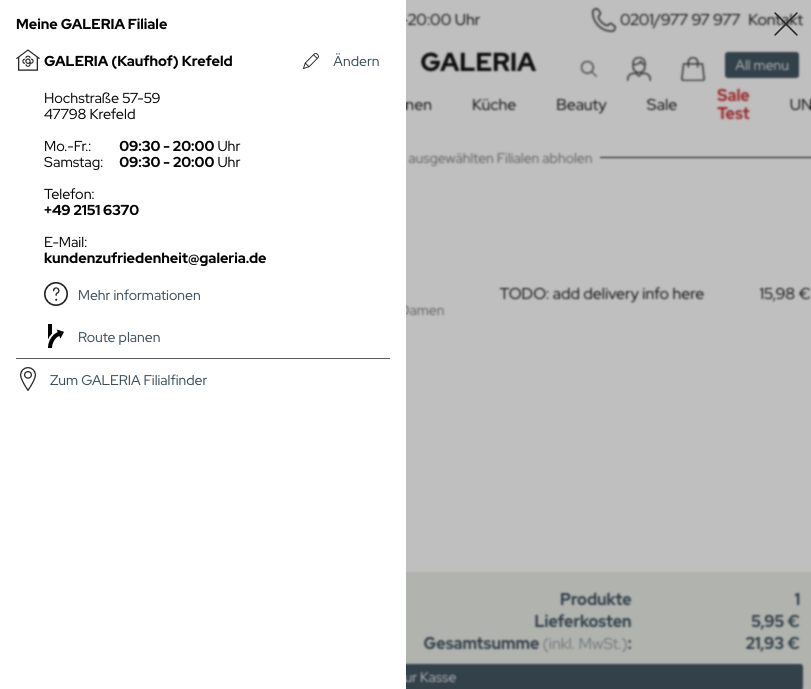 Meine GALERIA Filiale
GALERIA (Kaufhof) Krefeld
Ändern
Hochstraße 57-59
47798 Krefeld
Mo.-Fr.: 09:30 - 20:00 Uhr
Samstag: 09:30 - 20:00 Uhr
Telefon:
+49 2151 6370
E-Mail:
kundenzufriedenheit@galeria.de
Mehr informationen
Route planen
Zum GALERIA Filialfinder
-20:00 Uhr 0201/977 97 977 Kontakt
GALERIA
All menu
nen Küche Beauty Sale Sale Test UN
ausgewählten Filialen abholen
TODO: add delivery info here 15,98 €
Damen
Produkte 1
Lieferkosten 5,95 €
Gesamtsumme (inkl. MwSt.): 21,93 €
ur Kasse